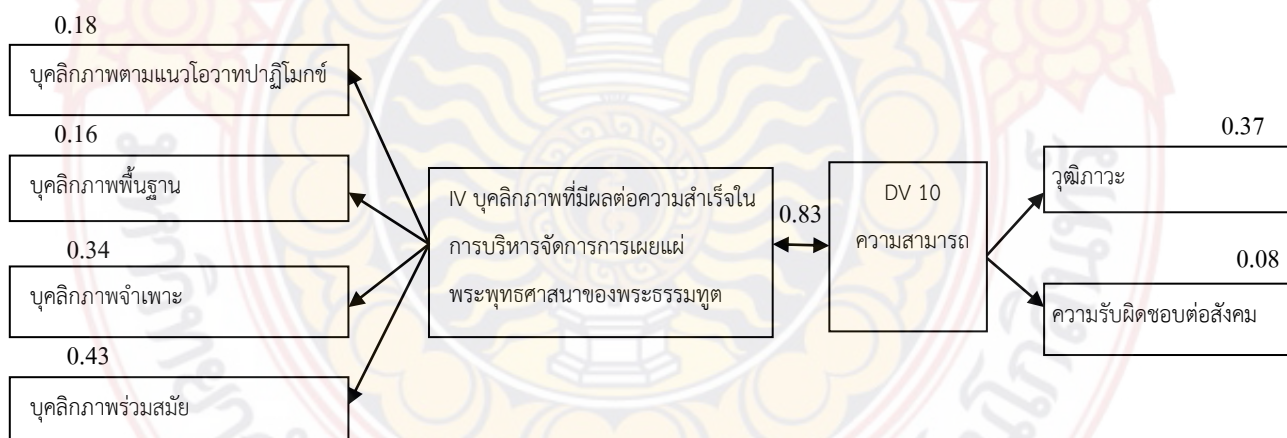 0.18
บุคลิกภาพตามแนวโอวาทปาฏิโมกข์
0.16
บุคลิกภาพพื้นฐาน
0.34
บุคลิกภาพจำเพาะ
0.43
บุคลิกภาพร่วมสมัย
IV บุคลิกภาพที่มีผลต่อความสำเร็จใน
การบริหารจัดการการเผยแผ่
พระพุทธศาสนาของพระธรรมทูต
0.83
DV 10
ความสามารถ
0.37
วุฒิภาวะ
0.08
ความรับผิดชอบต่อสังคม